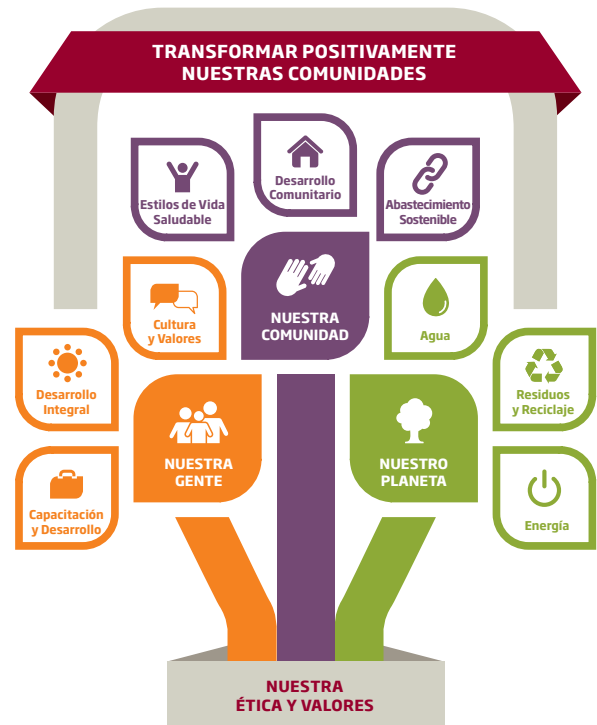 TRANSFORMAR POSITIVAMENTE
NUESTRAS COMUNIDADES
Estilos de Vida
Saludable
Desarrollo
Comunitario
Abastecimiento
Sostenible
Cultura
y Valores
NUESTRA
COMUNIDAD
Agua
Desarrollo
Integral
NUESTRA
GENTE
NUESTRO
PLANETA
Residuos
y Reciclaje
Capacitación
y Desarrollo
Energía
NUESTRA
ÉTICA Y VALORES